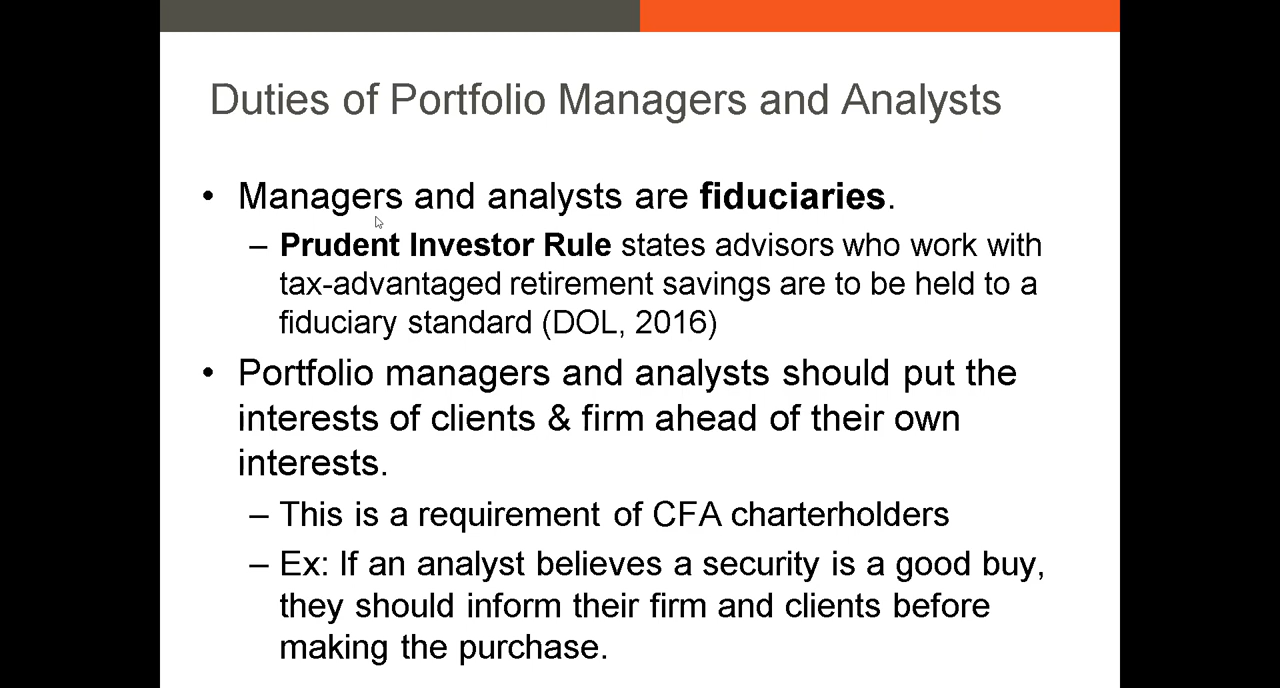 Duties of Portfolio Managers and Analysts
• Managers and analysts are fiduciaries.
– Prudent Investor Rule states advisors who work with
tax-advantaged retirement savings are to be held to a
fiduciary standard (DOL, 2016)
• Portfolio managers and analysts should put the
interests of clients & firm ahead of their own
interests.
– This is a requirement of CFA charterholders
– Ex: If an analyst believes a security is a good buy,
they should inform their firm and clients before
making the purchase.